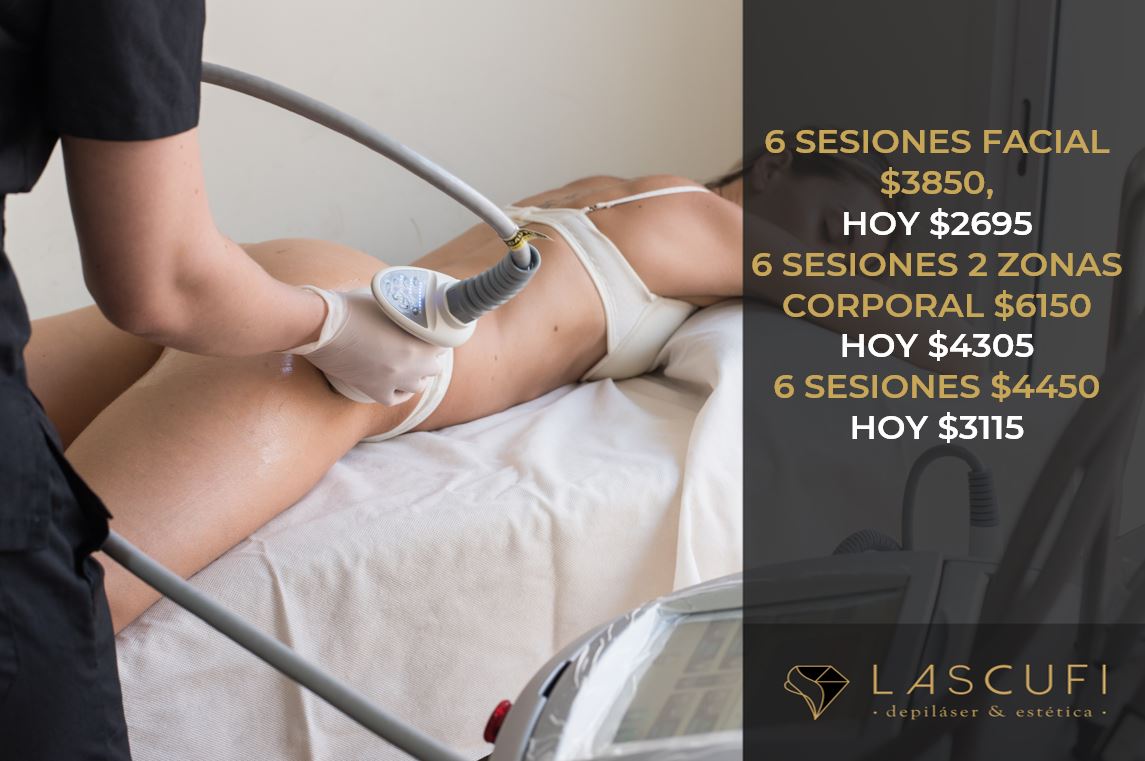 6 SESIONES FACIAL
$3850,
HOY $2695
6 SESIONES 2 ZONAS
CORPORAL $6150
HOY $4305
6 SESIONES $4450
HOY $3115
LASCUFI
· depiláser & estética ·